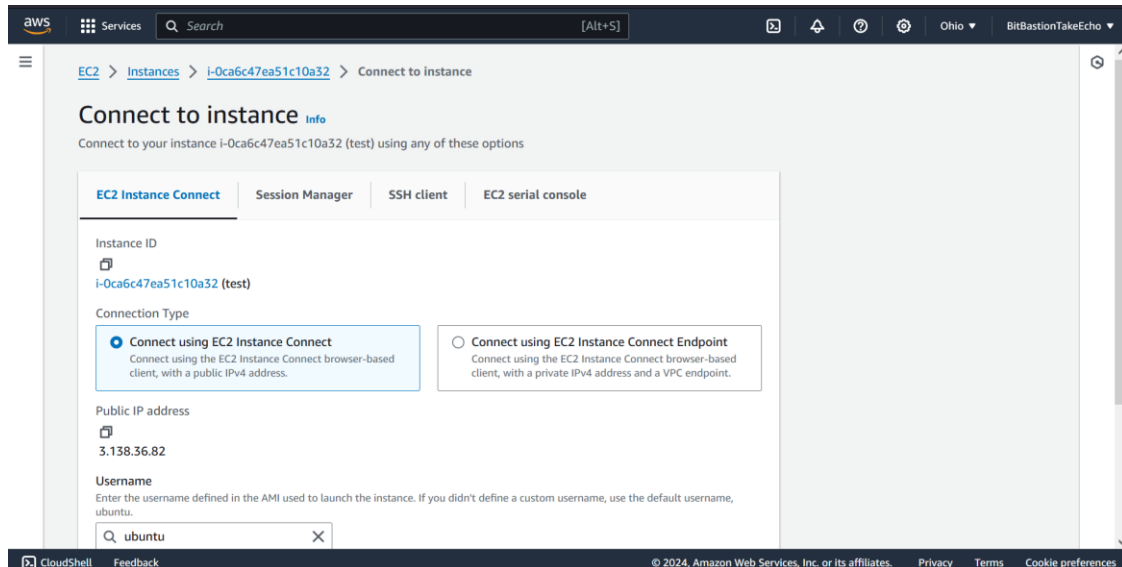 aws Services Search [Alt+S] Ohio ▼ BitBastionTakeEcho ▼
EC2 > Instances > i-0ca6c47ea51c10a32 > Connect to instance
Connect to instance Info
Connect to your instance i-0ca6c47ea51c10a32 (test) using any of these options
EC2 Instance Connect Session Manager SSH client EC2 serial console
Instance ID
i-0ca6c47ea51c10a32 (test)
Connection Type
Connect using EC2 Instance Connect
Connect using the EC2 Instance Connect browser-based
client, with a public IPv4 address.
Connect using EC2 Instance Connect Endpoint
Connect using the EC2 Instance Connect browser-based
client, with a private IPv4 address and a VPC endpoint.
Public IP address
3.138.36.82
Username
Enter the username defined in the AMI used to launch the instance. If you didn't define a custom username, use the default username,
ubuntu.
ubuntu
CloudShell Feedback © 2024, Amazon Web Services, Inc. or its affiliates. Privacy Terms Cookie preferences